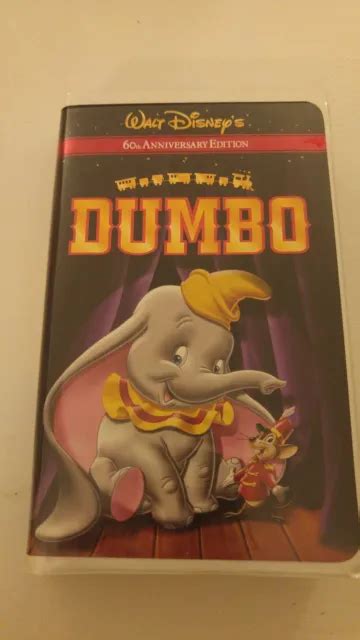 Walt Disney's
60th Anniversary Edition
DUMBO